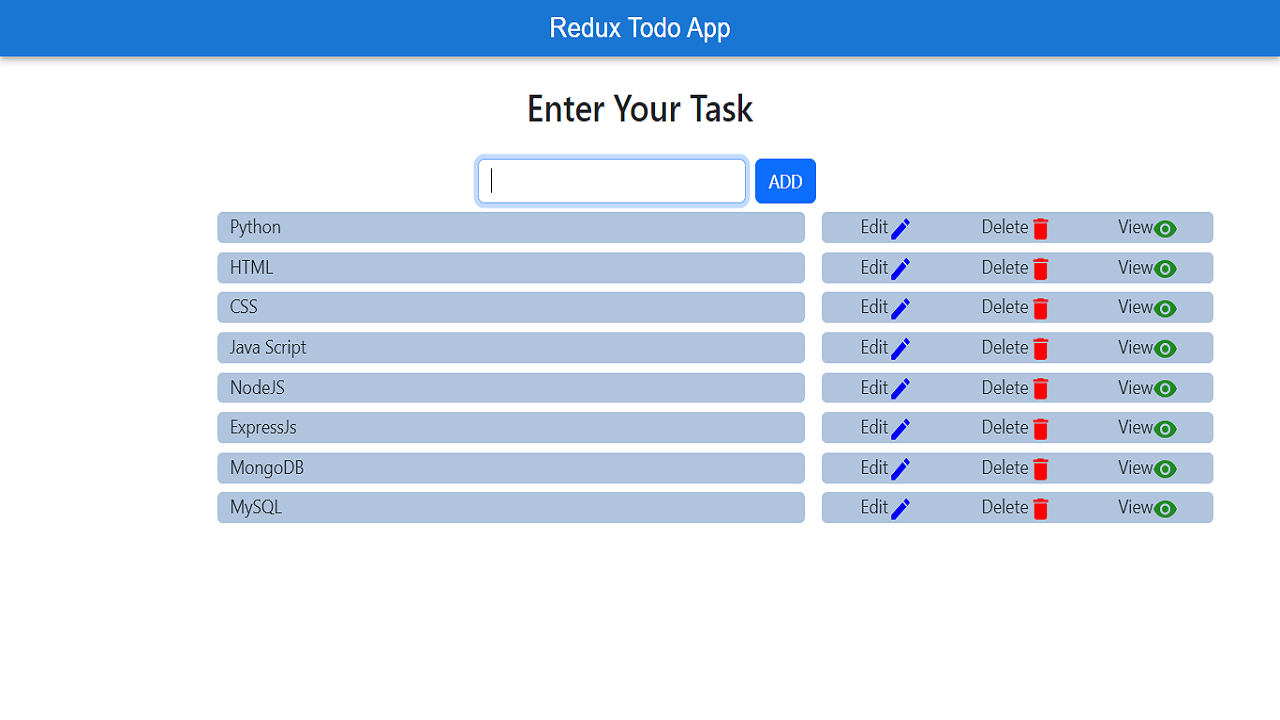 Redux Todo App
Enter Your Task
ADD
Python Edit Delete View
HTML Edit Delete View
CSS Edit Delete View
Java Script Edit Delete View
NodeJS Edit Delete View
ExpressJs Edit Delete View
MongoDB Edit Delete View
MySQL Edit Delete View